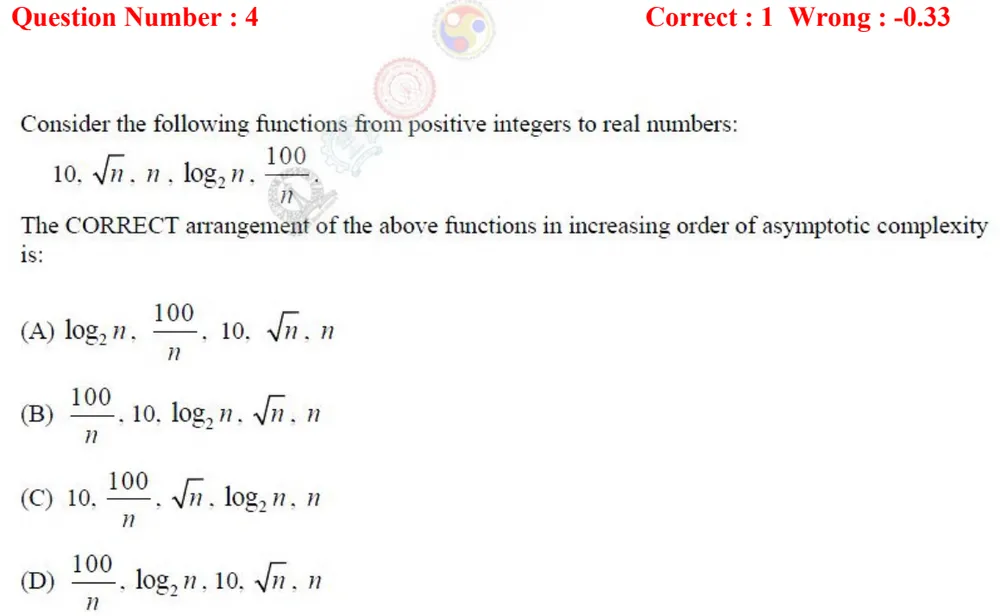 Question Number : 4 Correct : 1 Wrong : -0.33
Consider the following functions from positive integers to real numbers:
10, √n, n, log₂ n, 100/n.
The CORRECT arrangement of the above functions in increasing order of asymptotic complexity
is:
(A) log₂ n, 100/n, 10, √n, n
(B) 100/n, 10, log₂ n, √n, n
(C) 10, 100/n, √n, log₂ n, n
(D) 100/n, log₂ n, 10, √n, n